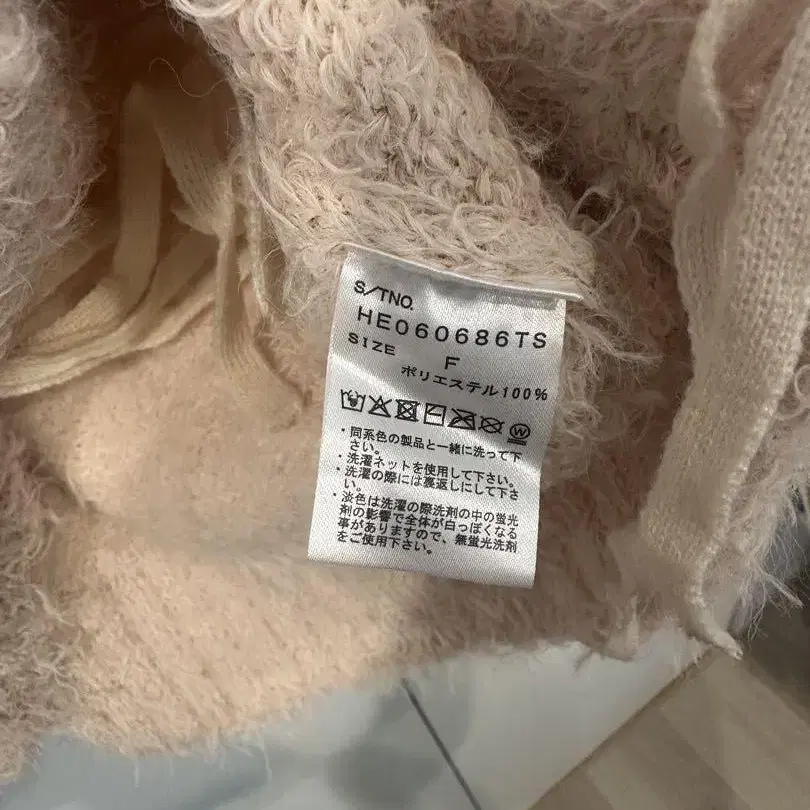 S/TNO.
HE060686TS
SIZE F
ポリエステル100%
・同系色の製品と一緒に洗って下
さい。
・洗濯ネットを使用して下さい。
・洗濯の際には裏返しにして下さ
い。
・淡色は洗濯の際洗剤の中の蛍光
剤の影響で全体が白っぽくなる
事がありますので、無蛍光洗剤
をご使用下さい。